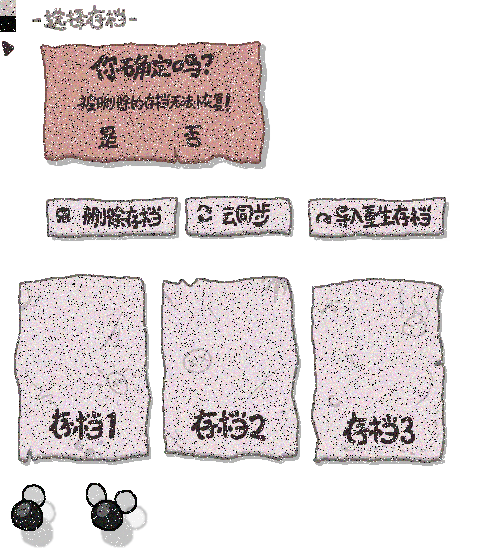 -选择存档-
你确定吗?
被删除的存档无法恢复!
是 否
删除存档 云同步 导入重生存档
存档1 存档2 存档3